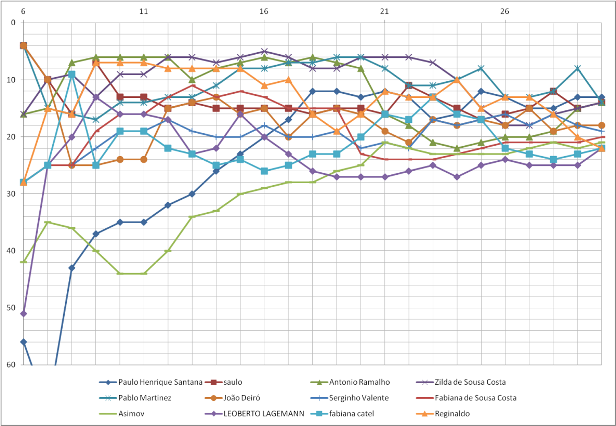 6 11 16 21 26
0
10
20
30
40
50
60
Paulo Henrique Santana saulo Antonio Ramalho Zilda de Sousa Costa
Pablo Martinez João Deiró Serginho Valente Fabiana de Sousa Costa
Asimov LEOBERTO LAGEMANN fabiana catel Reginaldo